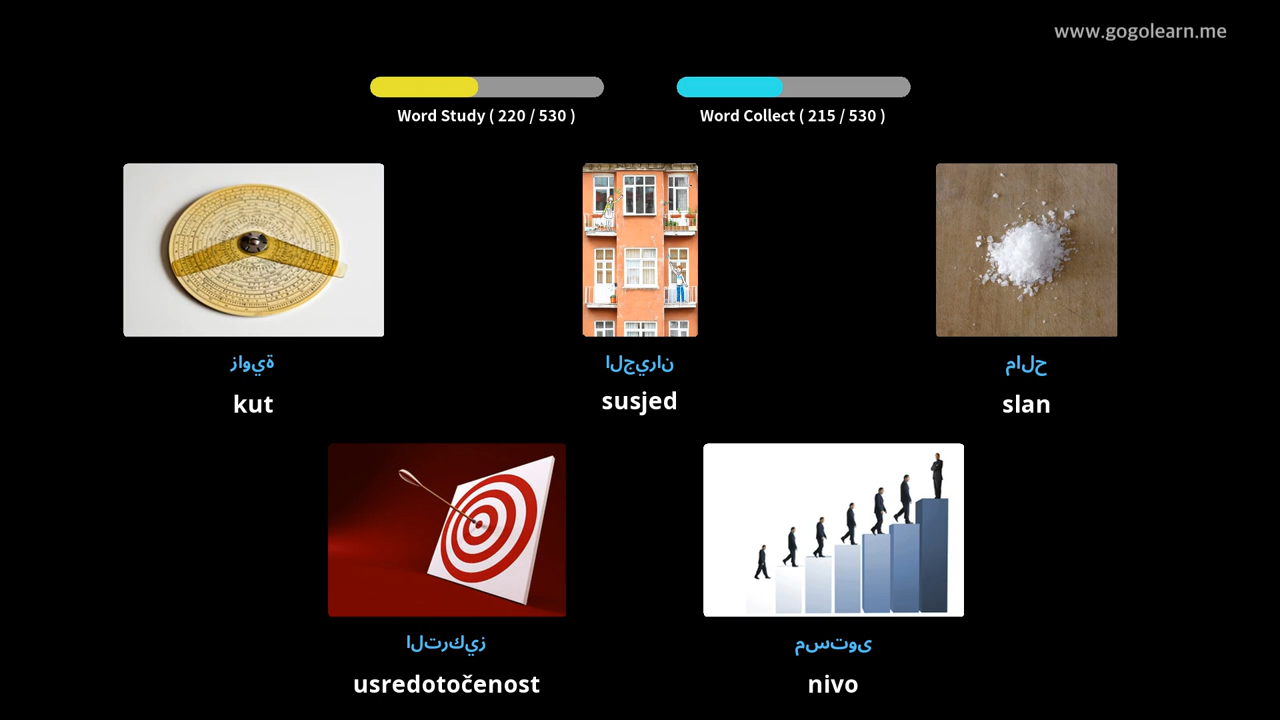 www.gogolearn.me
Word Study ( 220 / 530 )
Word Collect ( 215 / 530 )
زاوية
kut
الجيران
susjed
مالح
slan
التركيز
usredotočenost
مستوى
nivo